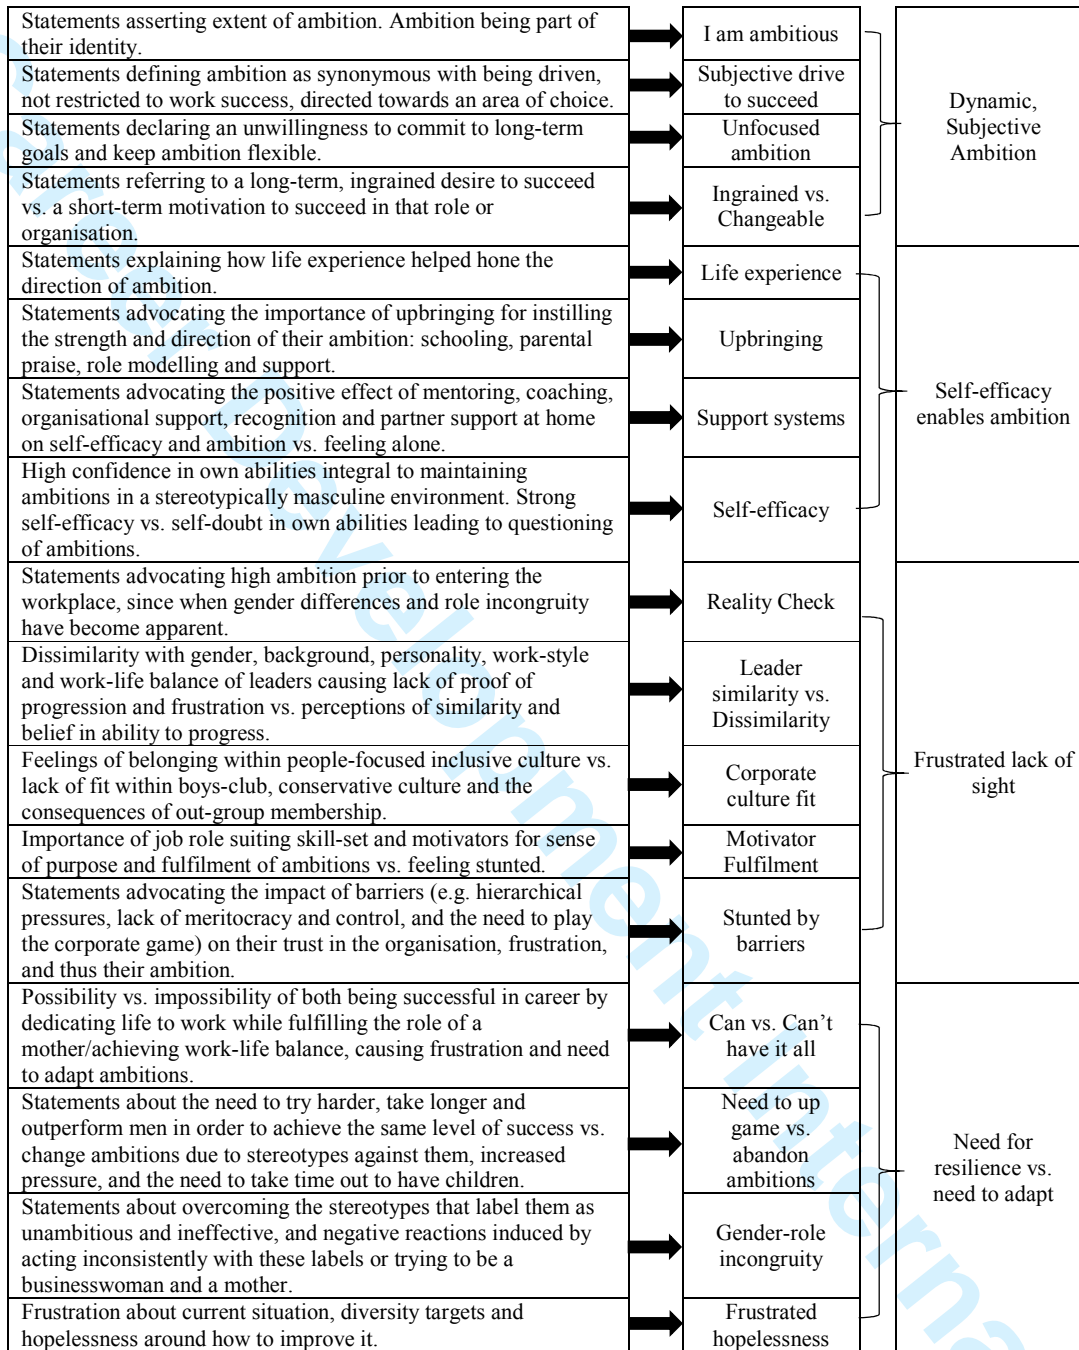 Statements asserting extent of ambition. Ambition being part of
their identity.
I am ambitious
Statements defining ambition as synonymous with being driven,
not restricted to work success, directed towards an area of choice.
Subjective drive
to succeed
Statements declaring an unwillingness to commit to long-term
goals and keep ambition flexible.
Unfocused
ambition
Statements referring to a long-term, ingrained desire to succeed
vs. a short-term motivation to succeed in that role or
organisation.
Ingrained vs.
Changeable
Dynamic,
Subjective
Ambition
Statements explaining how life experience helped hone the
direction of ambition.
Life experience
Statements advocating the importance of upbringing for instilling
the strength and direction of their ambition: schooling, parental
praise, role modelling and support.
Upbringing
Statements advocating the positive effect of mentoring, coaching,
organisational support, recognition and partner support at home
on self-efficacy and ambition vs. feeling alone.
Support systems
High confidence in own abilities integral to maintaining
ambitions in a stereotypically masculine environment. Strong
self-efficacy vs. self-doubt in own abilities leading to questioning
of ambitions.
Self-efficacy
Self-efficacy
enables ambition
Statements advocating high ambition prior to entering the
workplace, since when gender differences and role incongruity
have become apparent.
Reality Check
Dissimilarity with gender, background, personality, work-style
and work-life balance of leaders causing lack of proof of
progression and frustration vs. perceptions of similarity and
belief in ability to progress.
Leader
similarity vs.
Dissimilarity
Feelings of belonging within people-focused inclusive culture vs.
lack of fit within boys-club, conservative culture and the
consequences of out-group membership.
Corporate
culture fit
Importance of job role suiting skill-set and motivators for sense
of purpose and fulfilment of ambitions vs. feeling stunted.
Motivator
Fulfilment
Statements advocating the impact of barriers (e.g. hierarchical
pressures, lack of meritocracy and control, and the need to play
the corporate game) on their trust in the organisation, frustration,
and thus their ambition.
Stunted by
barriers
Frustrated lack of
sight
Possibility vs. impossibility of both being successful in career by
dedicating life to work while fulfilling the role of a
mother/achieving work-life balance, causing frustration and need
to adapt ambitions.
Can vs. Can't
have it all
Statements about the need to try harder, take longer and
outperform men in order to achieve the same level of success vs.
change ambitions due to stereotypes against them, increased
pressure, and the need to take time out to have children.
Need to up
game vs.
abandon
ambitions
Statements about overcoming the stereotypes that label them as
unambitious and ineffective, and negative reactions induced by
acting inconsistently with these labels or trying to be a
businesswoman and a mother.
Gender-role
incongruity
Frustration about current situation, diversity targets and
hopelessness around how to improve it.
Frustrated
hopelessness
Need for
resilience vs.
need to adapt
Career Development Interna